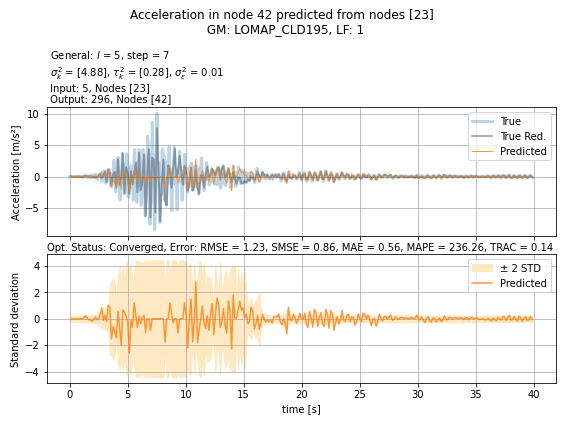 Acceleration in node 42 predicted from nodes [23]
GM: LOMAP_CLD195, LF: 1
General: l = 5, step = 7
σ²ₖ = [4.88], τ²ₖ = [0.28], σ²ε = 0.01
Input: 5, Nodes [23]
Output: 296, Nodes [42]
Acceleration [m/s²]
10
5
0
−5
True
True Red.
Predicted
Opt. Status: Converged, Error: RMSE = 1.23, SMSE = 0.86, MAE = 0.56, MAPE = 236.26, TRAC = 0.14
Standard deviation
4
2
0
−2
−4
± 2 STD
Predicted
0 5 10 15 20 25 30 35 40
time [s]